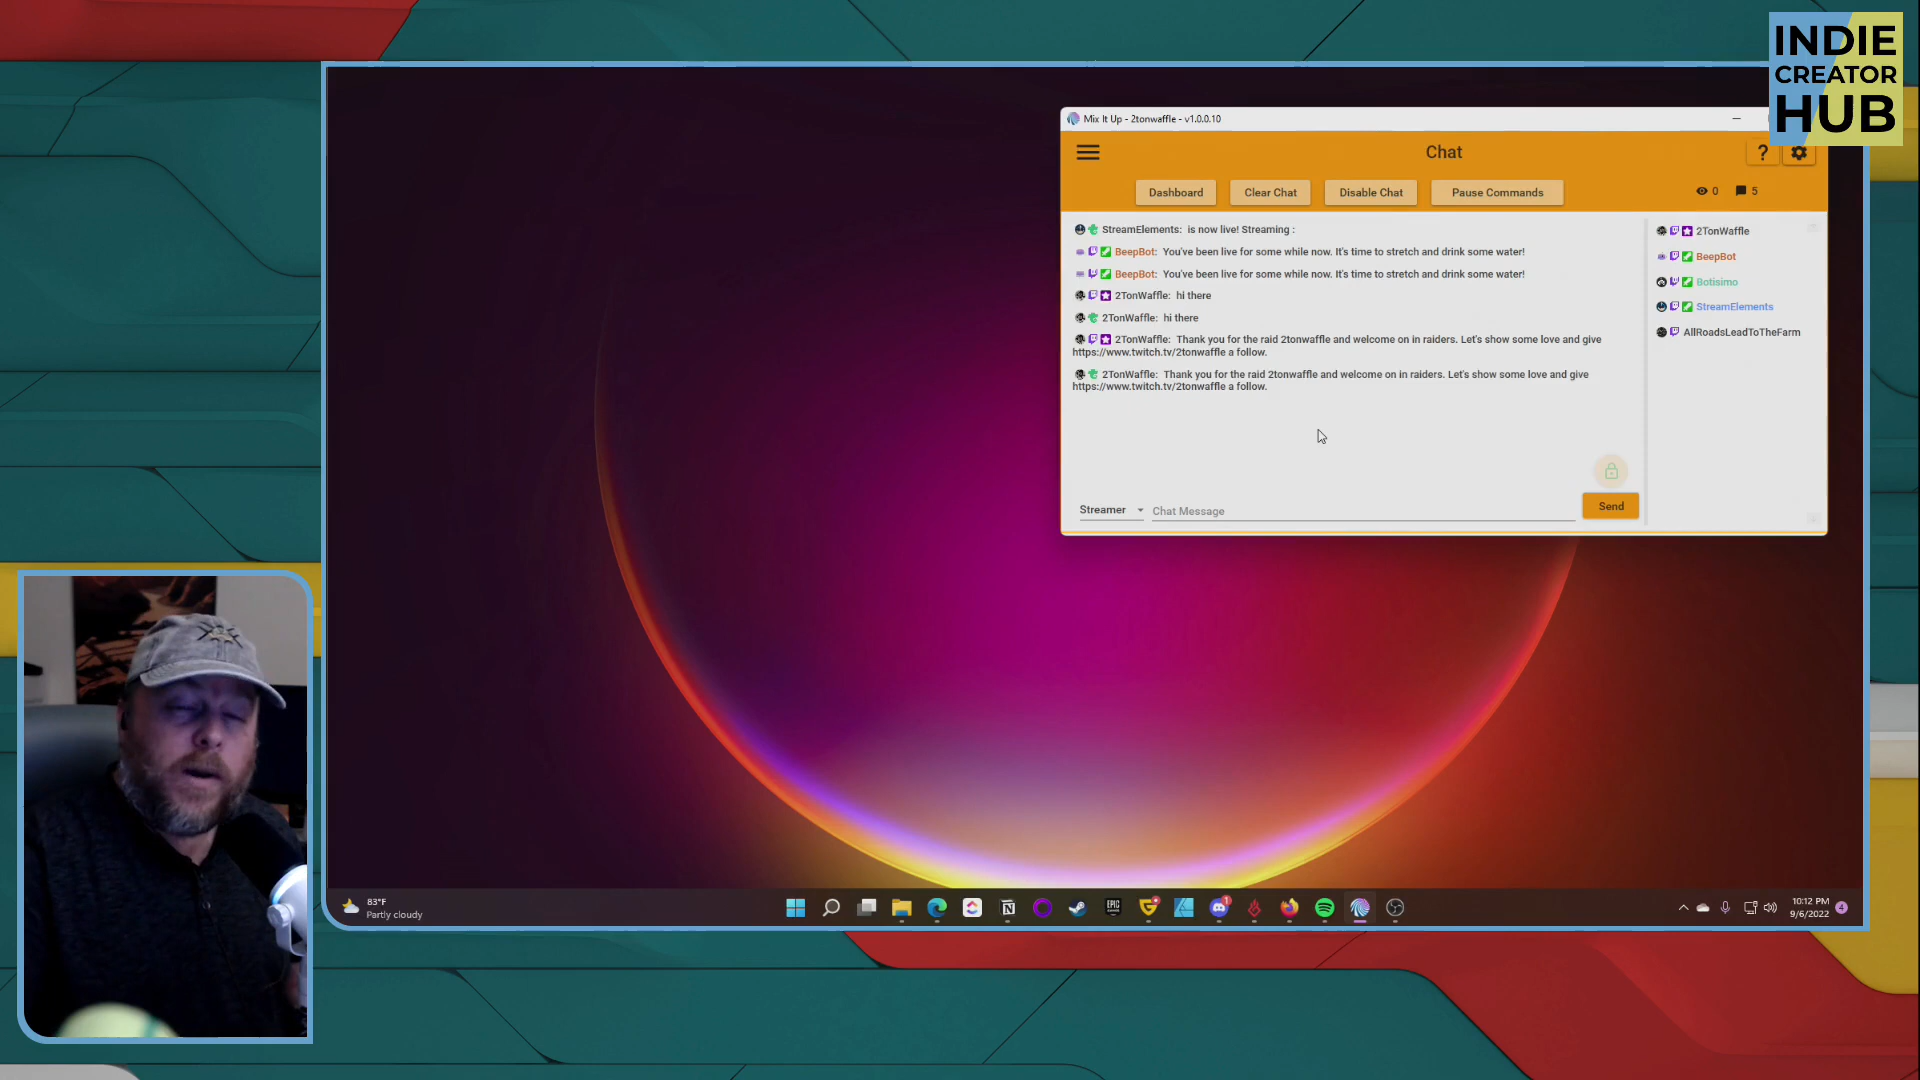 INDIE
CREATOR
HUB
Mix It Up - 2tonwaffle - v1.0.0.10
Chat
?
Dashboard
Clear Chat
Disable Chat
Pause Commands
0
5
StreamElements: is now live! Streaming :
BeepBot: You've been live for some while now. It's time to stretch and drink some water!
BeepBot: You've been live for some while now. It's time to stretch and drink some water!
2TonWaffle: hi there
2TonWaffle: hi there
2TonWaffle: Thank you for the raid 2tonwaffle and welcome on in raiders. Let's show some love and give
https://www.twitch.tv/2tonwaffle a follow.
2TonWaffle: Thank you for the raid 2tonwaffle and welcome on in raiders. Let's show some love and give
https://www.twitch.tv/2tonwaffle a follow.
2TonWaffle
BeepBot
Botisimo
StreamElements
AllRoadsLeadToTheFarm
Streamer
Chat Message
Send
83°F
Partly cloudy
EPIC
1
10:12 PM
9/6/2022
4